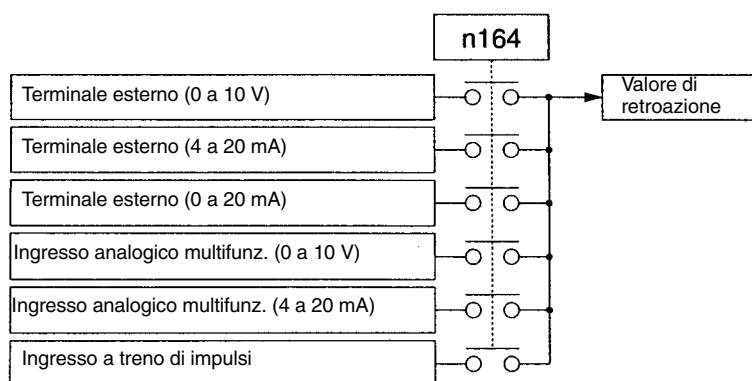 n164
Terminale esterno (0 a 10 V)
Valore di
retroazione
Terminale esterno (4 a 20 mA)
Terminale esterno (0 a 20 mA)
Ingresso analogico multifunz. (0 a 10 V)
Ingresso analogico multifunz. (4 a 20 mA)
Ingresso a treno di impulsi